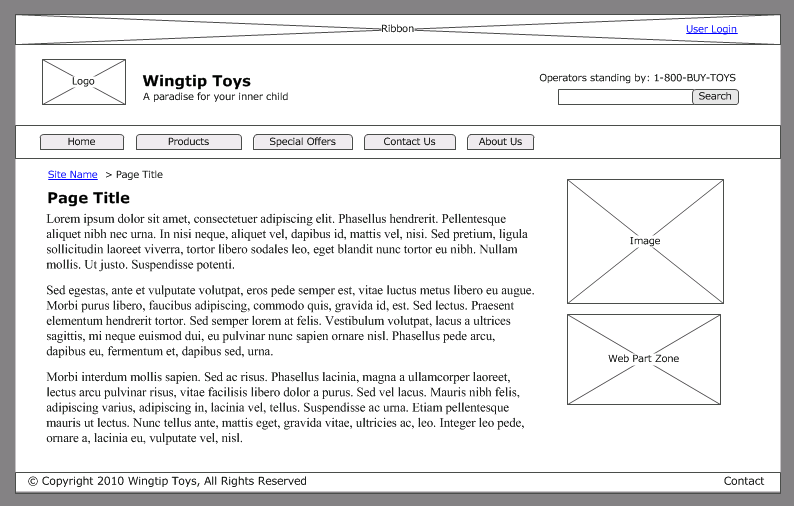 Ribbon
User Login
Logo
Wingtip Toys
A paradise for your inner child
Operators standing by: 1-800-BUY-TOYS
Search
Home
Products
Special Offers
Contact Us
About Us
Site Name > Page Title
Page Title
Lorem ipsum dolor sit amet, consectetuer adipiscing elit. Phasellus hendrerit. Pellentesque
aliquet nibh nec urna. In nisi neque, aliquet vel, dapibus id, mattis vel, nisi. Sed pretium, ligula
sollicitudin laoreet viverra, tortor libero sodales leo, eget blandit nunc tortor eu nibh. Nullam
mollis. Ut justo. Suspendisse potenti.
Sed egestas, ante et vulputate volutpat, eros pede semper est, vitae luctus metus libero eu augue.
Morbi purus libero, faucibus adipiscing, commodo quis, gravida id, est. Sed lectus. Praesent
elementum hendrerit tortor. Sed semper lorem at felis. Vestibulum volutpat, lacus a ultrices
sagittis, mi neque euismod dui, eu pulvinar nunc sapien ornare nisl. Phasellus pede arcu,
dapibus eu, fermentum et, dapibus sed, urna.
Morbi interdum mollis sapien. Sed ac risus. Phasellus lacinia, magna a ullamcorper laoreet,
lectus arcu pulvinar risus, vitae facilisis libero dolor a purus. Sed vel lacus. Mauris nibh felis,
adipiscing varius, adipiscing in, lacinia vel, tellus. Suspendisse ac urna. Etiam pellentesque
mauris ut lectus. Nunc tellus ante, mattis eget, gravida vitae, ultricies ac, leo. Integer leo pede,
ornare a, lacinia eu, vulputate vel, nisl.
Image
Web Part Zone
© Copyright 2010 Wingtip Toys, All Rights Reserved
Contact